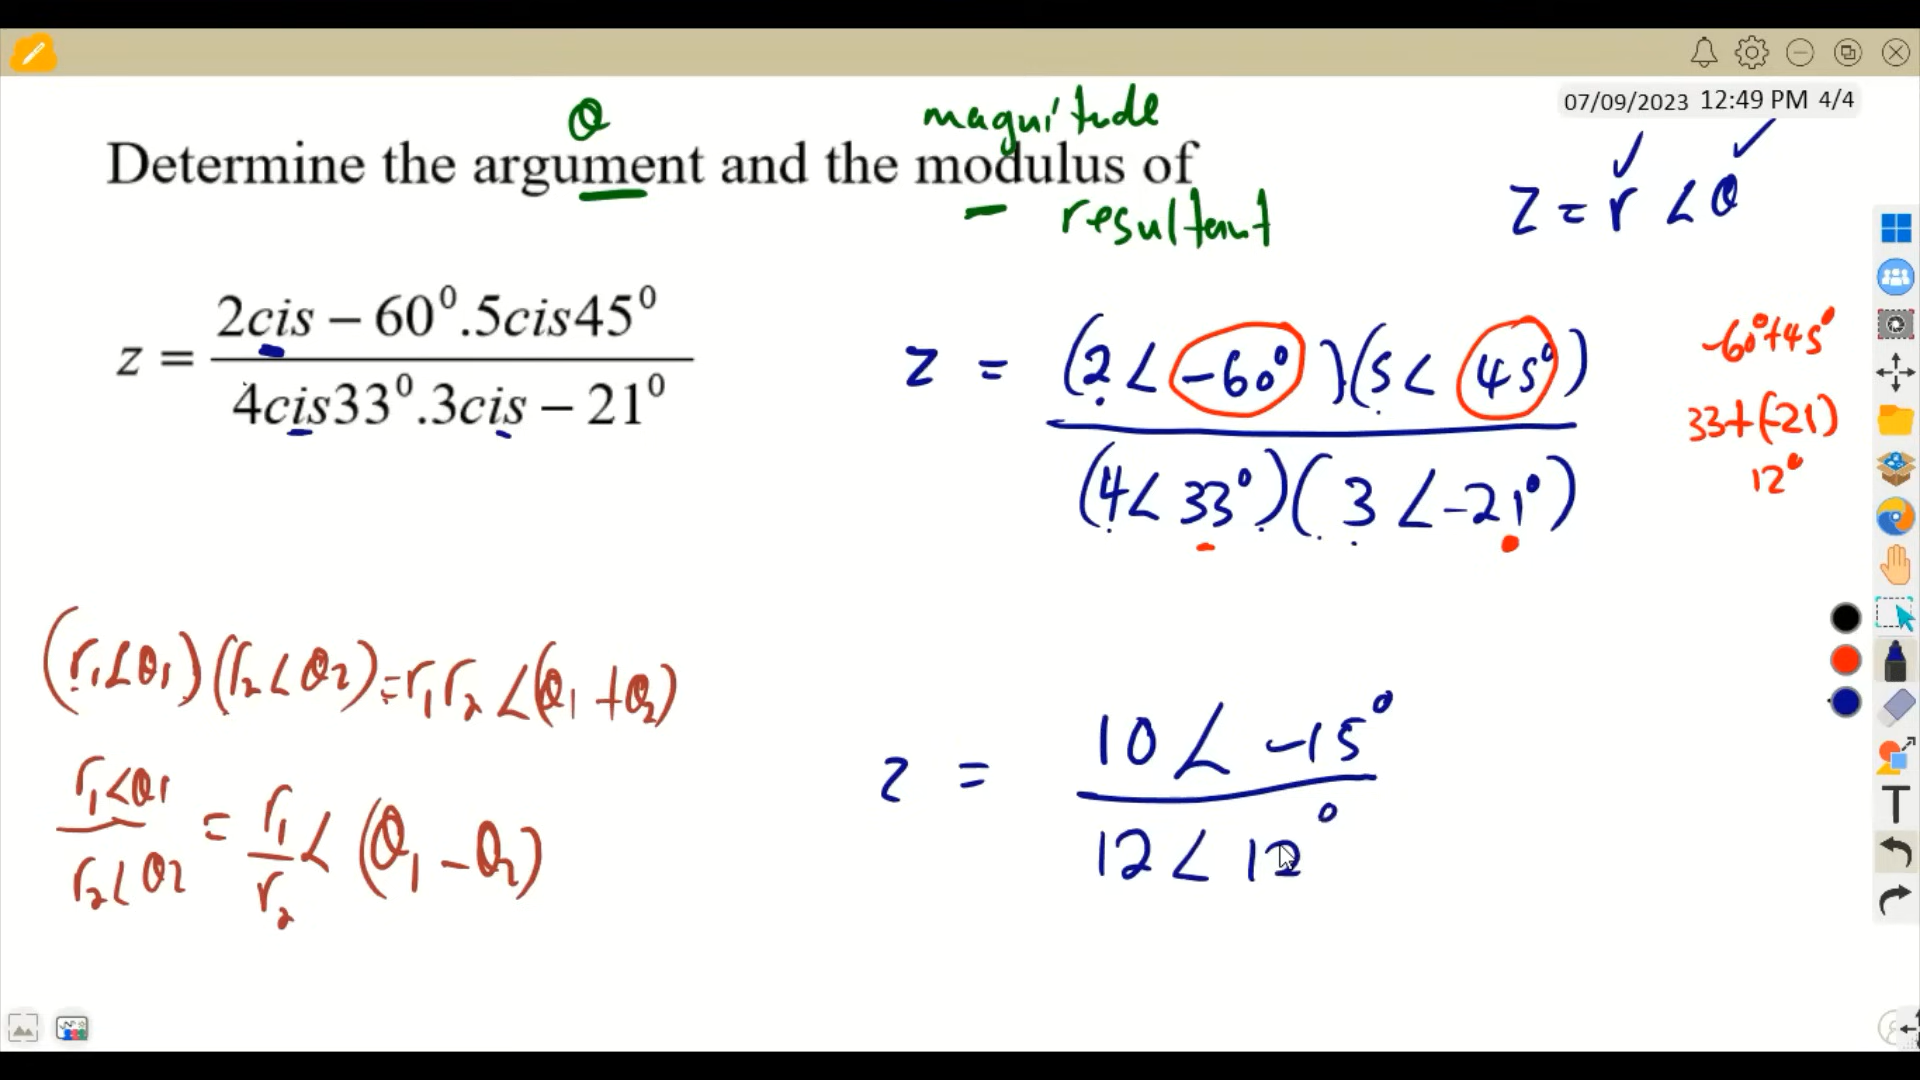 07/09/2023 12:49 PM 4/4
θ magnitude
Determine the argument and the modulus of
resultant
Z = r ∠ θ
z = (2cis − 60⁰.5cis45⁰) / (4cis33⁰.3cis − 21⁰)
z = ((2 ∠ -60°)(5 ∠ 45°)) / ((4 ∠ 33°)(3 ∠ -21°))
-60°+45°
33+(-21)
12°
(r₁∠θ₁)(r₂∠θ₂)=r₁r₂∠(θ₁+θ₂)
r₁∠θ₁ / r₂∠θ₂ = r₁/r₂ ∠ (θ₁ - θ₂)
z = 10 ∠ -15° / 12 ∠ 12°
T